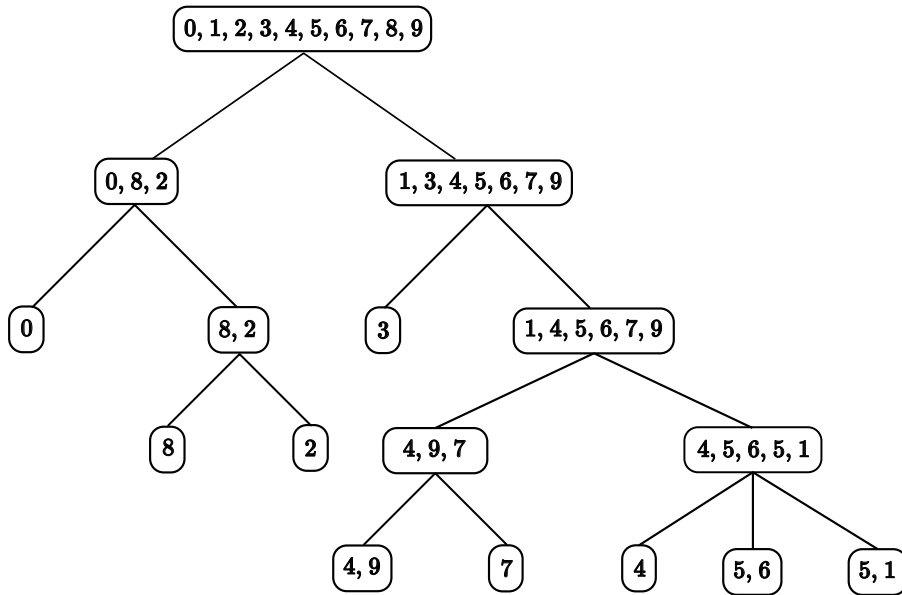 0, 1, 2, 3, 4, 5, 6, 7, 8, 9
0, 8, 2
1, 3, 4, 5, 6, 7, 9
0
8, 2
3
1, 4, 5, 6, 7, 9
8
2
4, 9, 7
4, 5, 6, 5, 1
4, 9
7
4
5, 6
5, 1